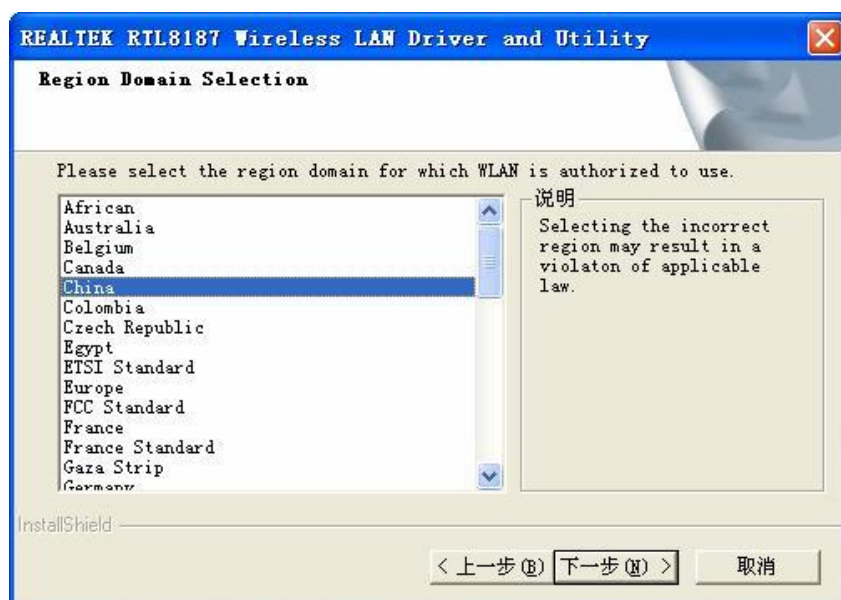 REALTEK RTL8187 Wireless LAN Driver and Utility
Region Domain Selection
Please select the region domain for which WLAN is authorized to use.
African
Australia
Belgium
Canada
China
Colombia
Czech Republic
Egypt
ETSI Standard
Europe
FCC Standard
France
France Standard
Gaza Strip
Germany
说明
Selecting the incorrect
region may result in a
violaton of applicable
law.
InstallShield
< 上一步(B)
下一步(N) >
取消